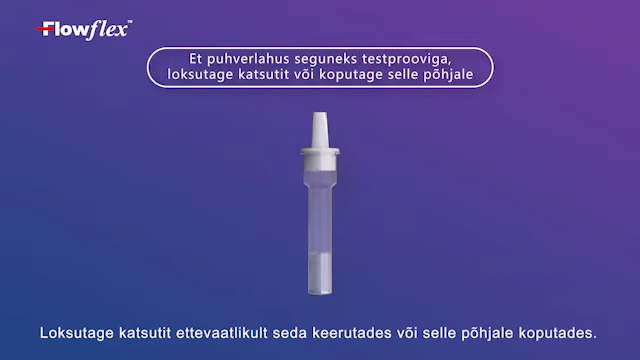 Flowflex™
Et puhverlahus seguneks testprooviga,
loksutage katsutit või koputage selle põhjale
Loksutage katsutit ettevaatlikult seda keerutades või selle põhjale koputades.